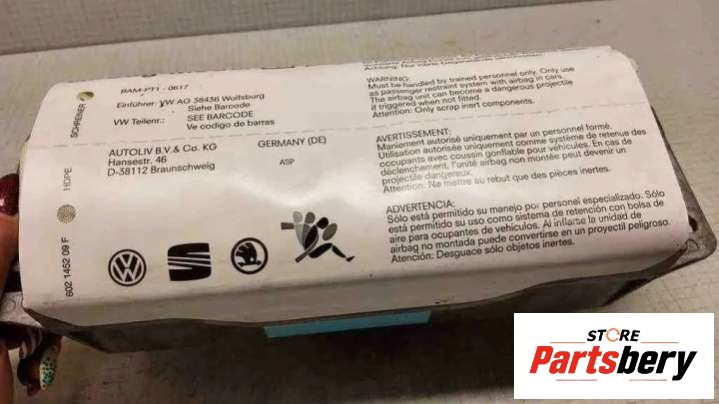 BAM-PT1 - 0617
Einführer: VW AG 38436 Wolfsburg
Siehe Barcode
VW Teilenr.: SEE BARCODE
Ve codigo de barras
AUTOLIV B.V. & Co. KG GERMANY (DE)
Hansestr. 46 ASP
D-38112 Braunschweig
SCHREINER
HDPE
602 1452 09 F
WARNING:
Must be handled by trained personnel only. Only use
as passenger restraint system with airbag in cars.
The airbag unit can become a dangerous projectile
if triggered when not fitted.
Attention: Only scrap inert components.
AVERTISSEMENT:
Maniement autorisé uniquement par un personnel formé.
Utilisation autorisée uniquement comme système de retenue des
occupants avec coussin gonflable pour véhicules. En cas de
déclenchement, l'unité airbag non montée peut devenir un
projectile dangereux.
Attention: Ne mettre au rebut que des pièces inertes.
ADVERTENCIA:
Sólo está permitido su manejo por personal especializado. Sólo
está permitido su uso como sistema de retención con bolsa de
aire para ocupantes de vehículos. Al inflarse la unidad de
airbag no montada puede convertirse en un proyectil peligroso.
Atención: Desguace sólo objetos inertes.
STORE
Partsbery